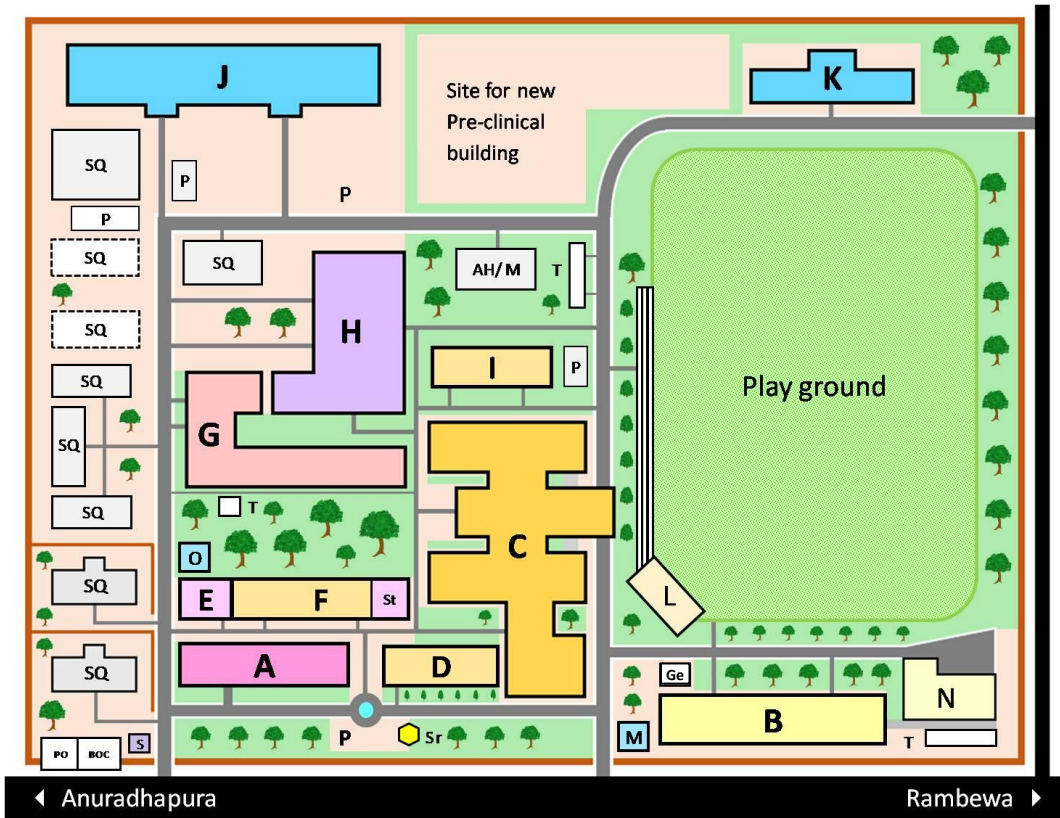 J
K
Site for new
Pre-clinical
building
SQ
P
P
P
SQ
SQ
AH/ M
T
SQ
H
I
P
Play ground
SQ
G
SQ
SQ
T
C
O
SQ
E
F
St
L
A
D
SQ
Ge
N
B
P
Sr
M
T
S
PO
BOC
Anuradhapura
Rambewa